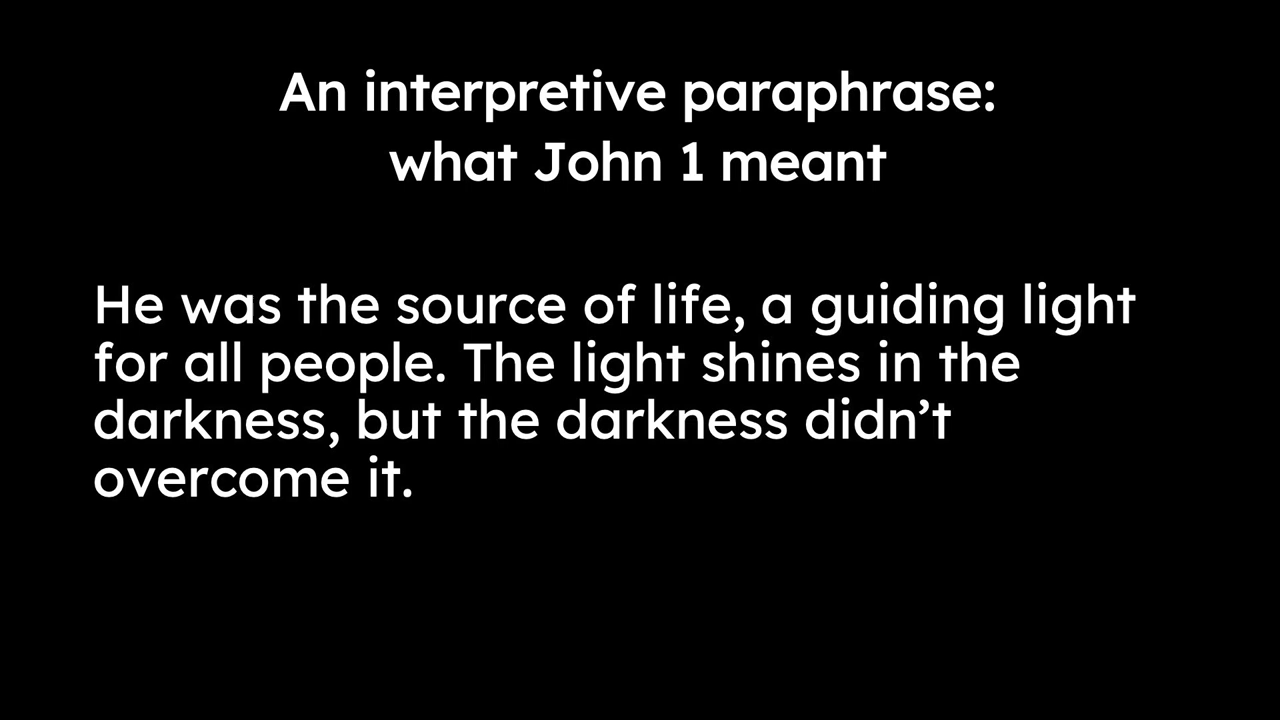 An interpretive paraphrase:
what John 1 meant
He was the source of life, a guiding light
for all people. The light shines in the
darkness, but the darkness didn’t
overcome it.